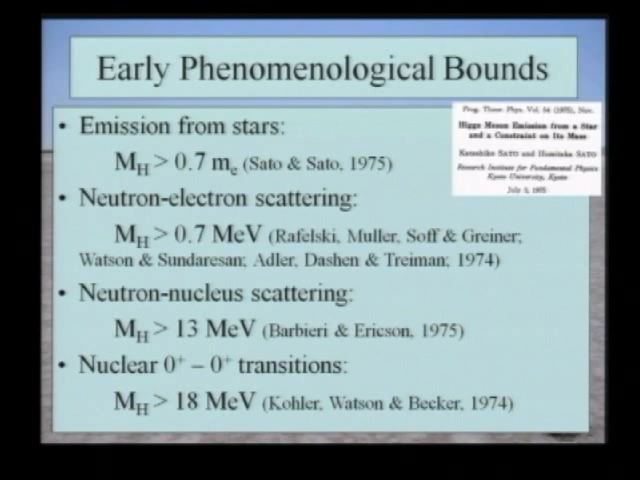 Early Phenomenological Bounds
• Emission from stars:
M_H > 0.7 m_e (Sato & Sato, 1975)
• Neutron-electron scattering:
M_H > 0.7 MeV (Rafelski, Muller, Soff & Greiner;
Watson & Sundaresan; Adler, Dashen & Treiman; 1974)
• Neutron-nucleus scattering:
M_H > 13 MeV (Barbieri & Ericson, 1975)
• Nuclear 0⁺ – 0⁺ transitions:
M_H > 18 MeV (Kohler, Watson & Becker, 1974)
Prog. Theor. Phys. Vol. 54 (1975), Nov.
Higgs Meson Emission from a Star
and a Constraint on Its Mass
Katsuhiko SATO and Humitaka SATO
Research Institute for Fundamental Physics
Kyoto University, Kyoto
July 3, 1975